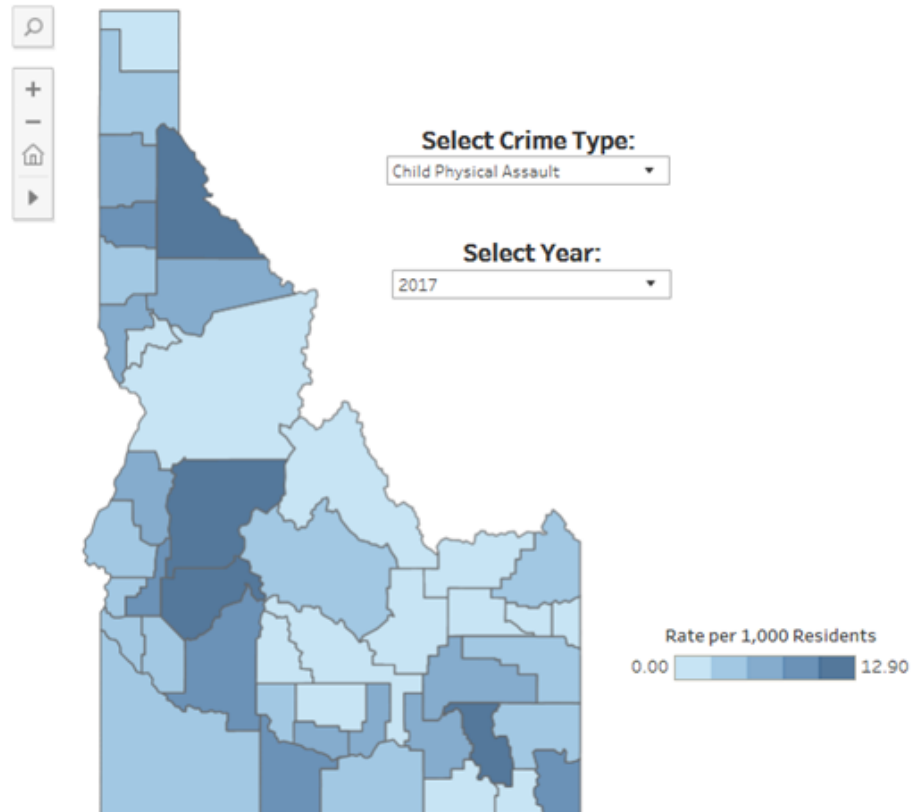 Select Crime Type:
Child Physical Assault
Select Year:
2017
Rate per 1,000 Residents
0.00 12.90